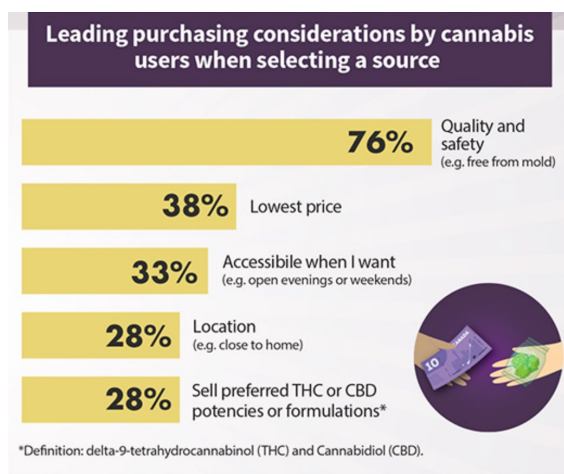 Leading purchasing considerations by cannabis
users when selecting a source
76%
Quality and
safety
(e.g. free from mold)
38%
Lowest price
33%
Accessibile when I want
(e.g. open evenings or weekends)
28%
Location
(e.g. close to home)
28%
Sell preferred THC or CBD
potencies or formulations*
CANADA
10
*Definition: delta-9-tetrahydrocannabinol (THC) and Cannabidiol (CBD).